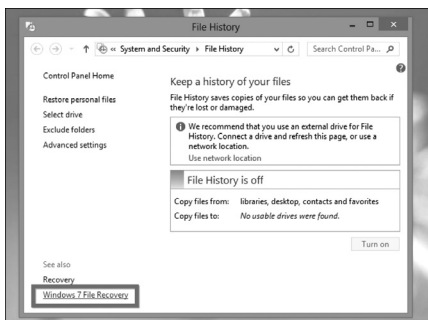 File History
« System and Security ▸ File History
Search Control Pa...
Control Panel Home
Restore personal files
Select drive
Exclude folders
Advanced settings
Keep a history of your files
File History saves copies of your files so you can get them back if
they're lost or damaged.
We recommend that you use an external drive for File
History. Connect a drive and refresh this page, or use a
network location.
Use network location
File History is off
Copy files from: libraries, desktop, contacts and favorites
Copy files to: No usable drives were found.
Turn on
See also
Recovery
Windows 7 File Recovery